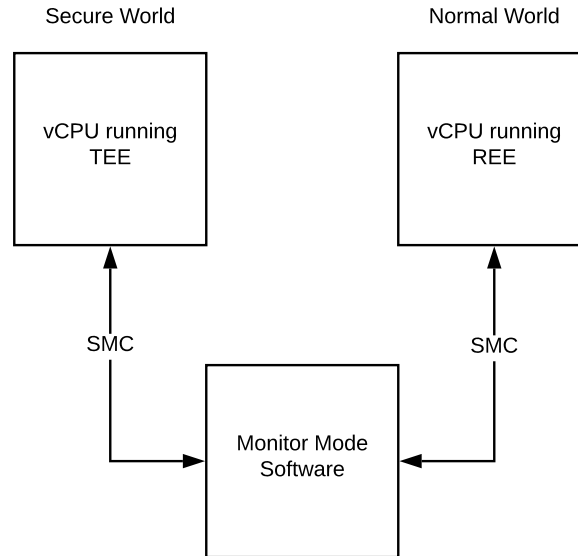 Secure World
Normal World
vCPU running
TEE
vCPU running
REE
SMC
SMC
Monitor Mode
Software